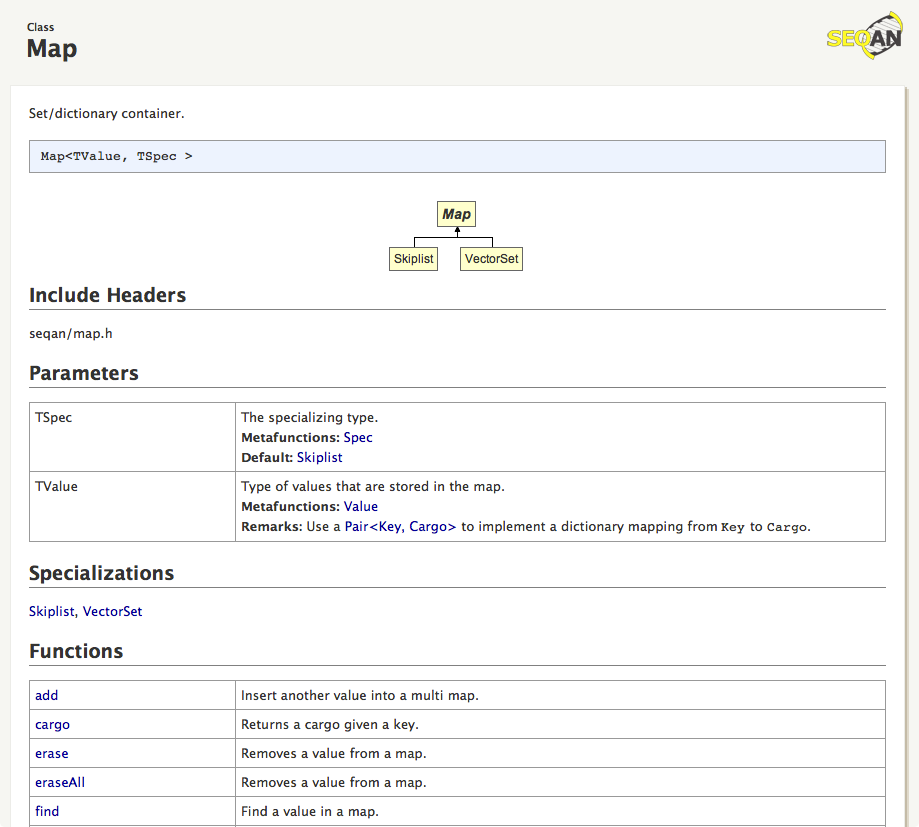 Class
Map
SEQAN
Set/dictionary container.
Map<TValue, TSpec >
Map
Skiplist VectorSet
Include Headers
seqan/map.h
Parameters
TSpec The specializing type.
Metafunctions: Spec
Default: Skiplist
TValue Type of values that are stored in the map.
Metafunctions: Value
Remarks: Use a Pair<Key, Cargo> to implement a dictionary mapping from Key to Cargo.
Specializations
Skiplist, VectorSet
Functions
add Insert another value into a multi map.
cargo Returns a cargo given a key.
erase Removes a value from a map.
eraseAll Removes a value from a map.
find Find a value in a map.